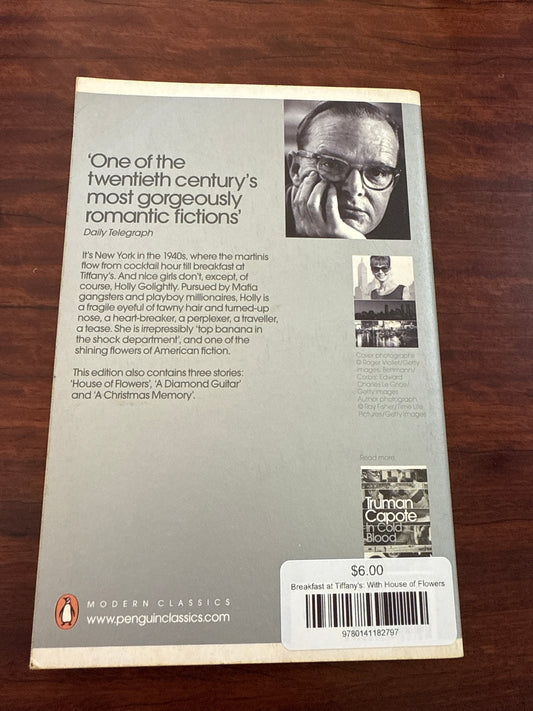 'One of the
twentieth century's
most gorgeously
romantic fictions'
Daily Telegraph
It's New York in the 1940s, where the martinis
flow from cocktail hour till breakfast at
Tiffany's. And nice girls don't, except, of
course, Holly Golightly. Pursued by Mafia
gangsters and playboy millionaires, Holly is
a fragile eyeful of tawny hair and turned-up
nose, a heart-breaker, a perplexer, a traveller,
a tease. She is irrepressibly 'top banana in
the shock department', and one of the
shining flowers of American fiction.
This edition also contains three stories:
'House of Flowers', 'A Diamond Guitar'
and 'A Christmas Memory'.
Cover photographs
© Roger Viollet/Getty
Images, Bettmann/
Corbis, Edward
Charles Le Grice/
Getty Images
Author photograph
© Roy Fisher/Time Life
Pictures/Getty Images
Read more
Truman
Capote
In Cold
Blood
$6.00
Breakfast at Tiffany's: With House of Flowers
9780141182797
MODERN CLASSICS
www.penguinclassics.com